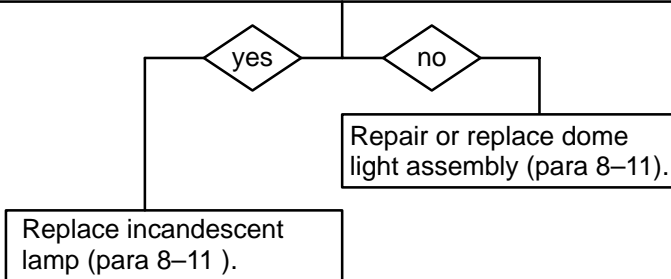 yes
no
Repair or replace dome
light assembly (para 8–11).
Replace incandescent
lamp (para 8–11 ).